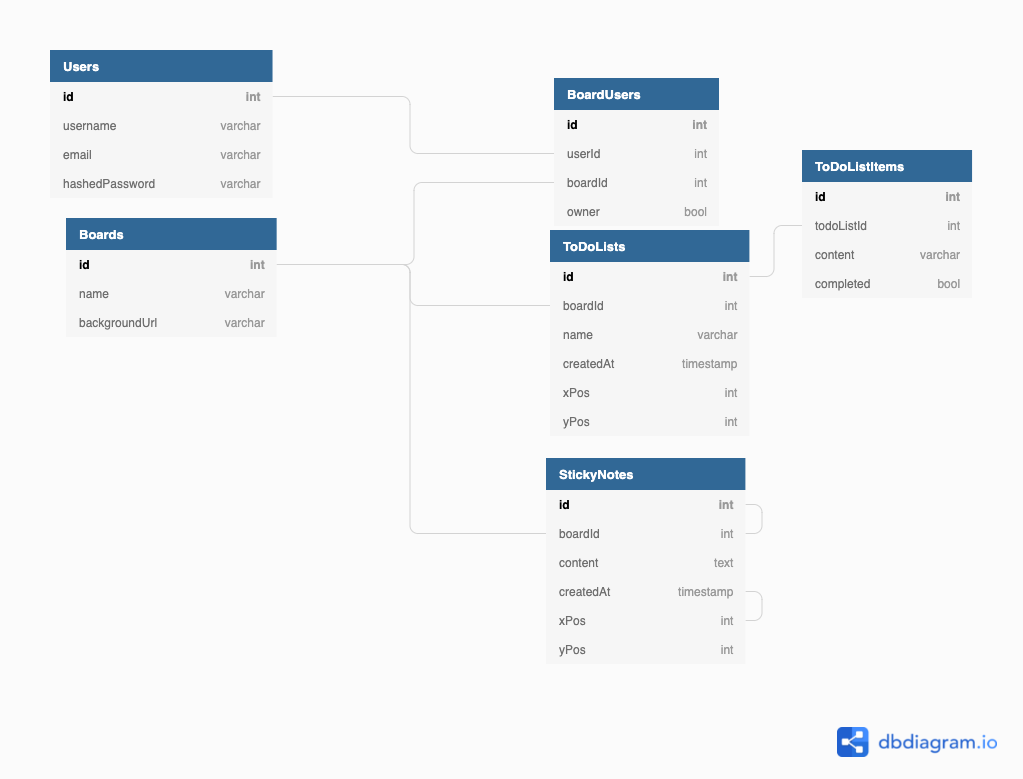 Users
id int
username varchar
email varchar
hashedPassword varchar
Boards
id int
name varchar
backgroundUrl varchar
BoardUsers
id int
userId int
boardId int
owner bool
ToDoLists
id int
boardId int
name varchar
createdAt timestamp
xPos int
yPos int
StickyNotes
id int
boardId int
content text
createdAt timestamp
xPos int
yPos int
ToDoListItems
id int
todoListId int
content varchar
completed bool
dbdiagram.io